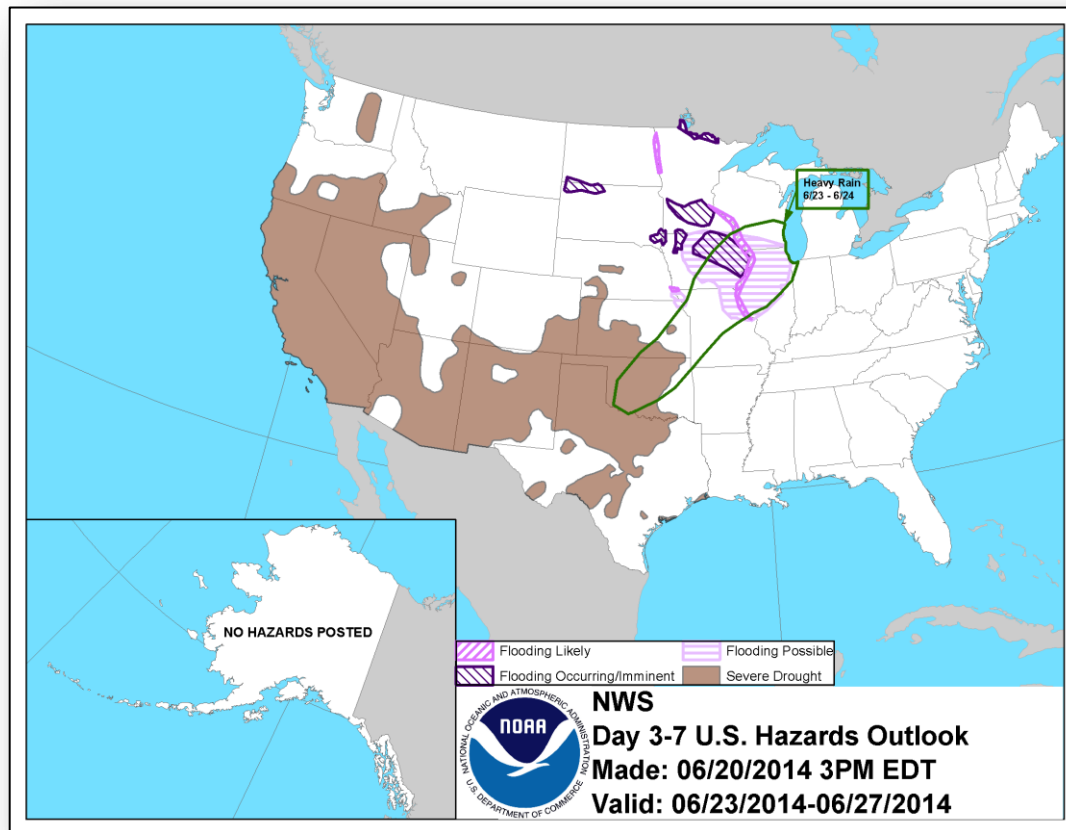 Heavy Rain
6/23 - 6/24
NO HAZARDS POSTED
Flooding Likely
Flooding Possible
Flooding Occurring/Imminent
Severe Drought
NATIONAL OCEANIC AND ATMOSPHERIC ADMINISTRATION
NOAA
U.S. DEPARTMENT OF COMMERCE
NWS
Day 3-7 U.S. Hazards Outlook
Made: 06/20/2014 3PM EDT
Valid: 06/23/2014-06/27/2014